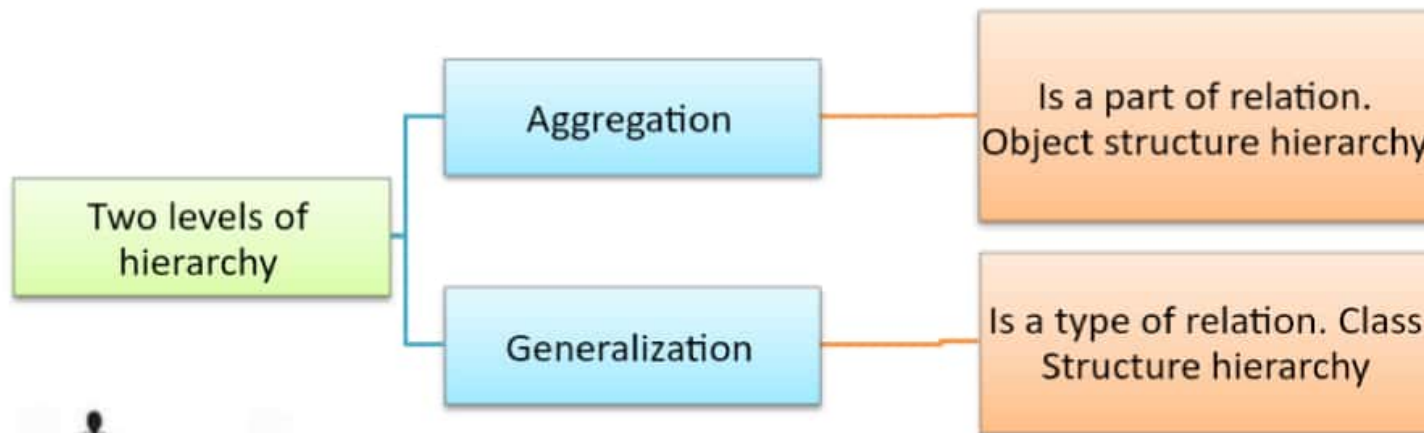 Two levels of
hierarchy
Aggregation
Is a part of relation.
Object structure hierarchy
Generalization
Is a type of relation. Class
Structure hierarchy